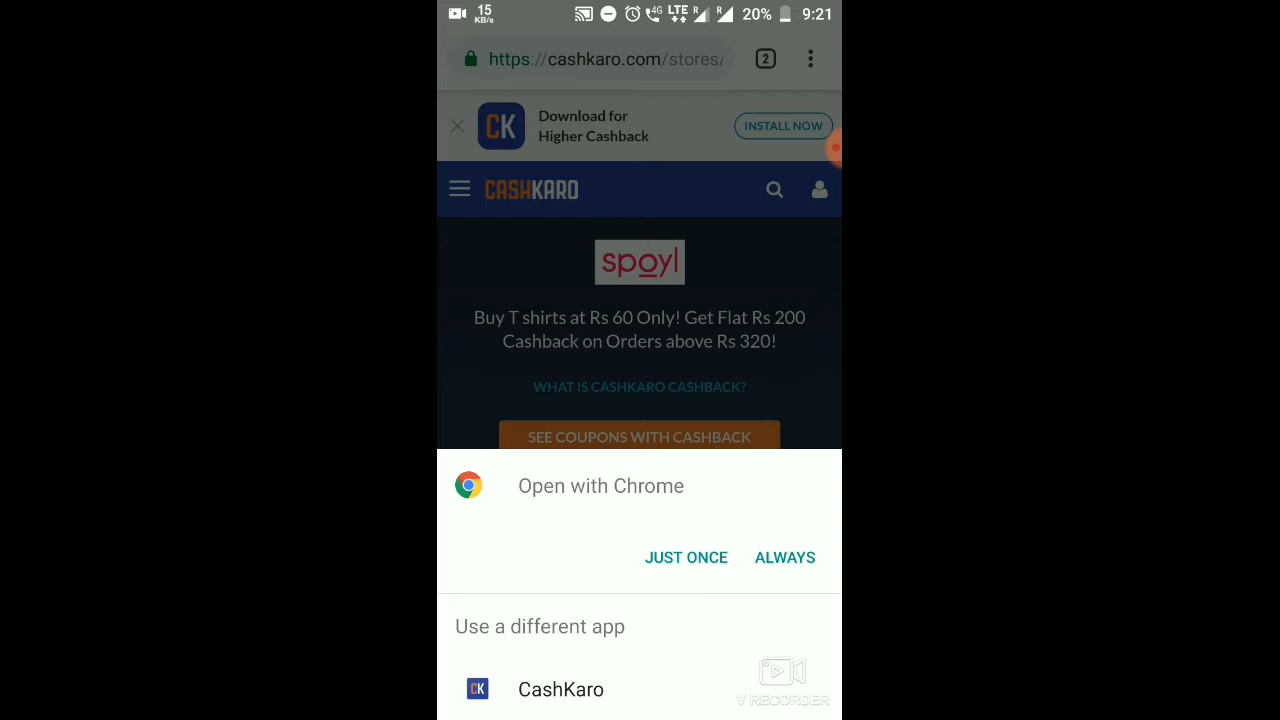 15
KB/s
4G
LTE
R
R
20%
9:21
https://cashkaro.com/stores/
2
CK
Download for
Higher Cashback
INSTALL NOW
CASHKARO
spoyl
Buy T shirts at Rs 60 Only! Get Flat Rs 200
Cashback on Orders above Rs 320!
WHAT IS CASHKARO CASHBACK?
SEE COUPONS WITH CASHBACK
Open with Chrome
JUST ONCE
ALWAYS
Use a different app
CK
CashKaro
V RECORDER